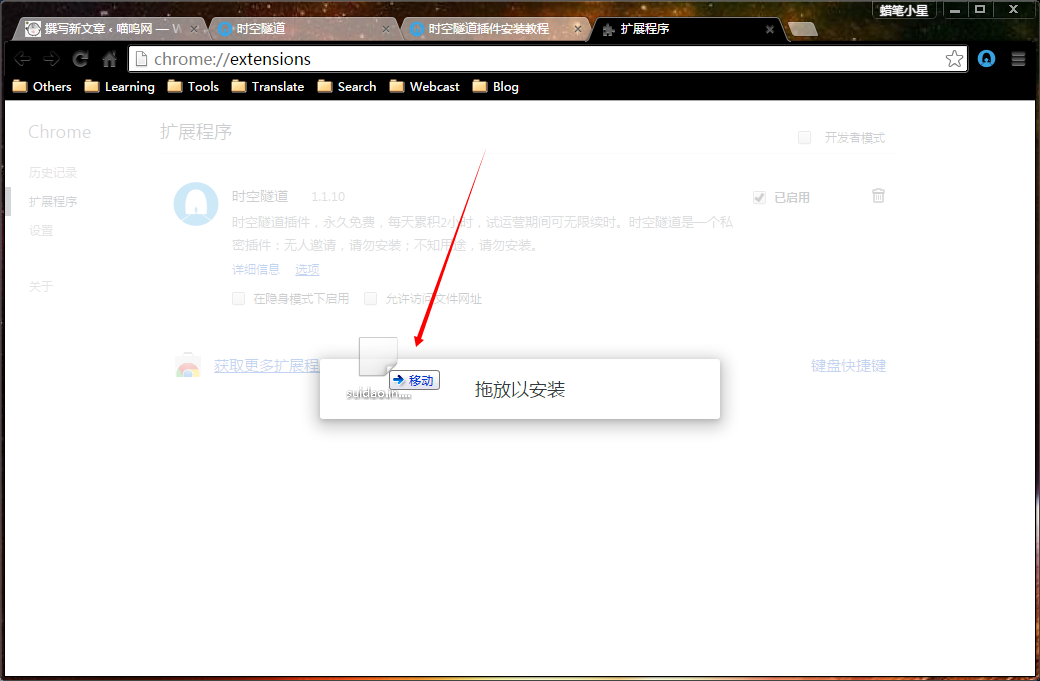 蜡笔小星
撰写新文章 ‹ 喵呜网 — W
时空隧道
时空隧道插件安装教程
扩展程序
chrome://extensions
Others Learning Tools Translate Search Webcast Blog
Chrome
扩展程序
开发者模式
历史记录
扩展程序
设置
关于
时空隧道 1.1.10
已启用
时空隧道插件，永久免费，每天累积2小时，试运营期间可无限续时。时空隧道是一个私
密插件：无人邀请，请勿安装；不知用途，请勿安装。
详细信息 选项
在隐身模式下启用 允许访问文件网址
获取更多扩展程
键盘快捷键
移动
suidao.in....
拖放以安装